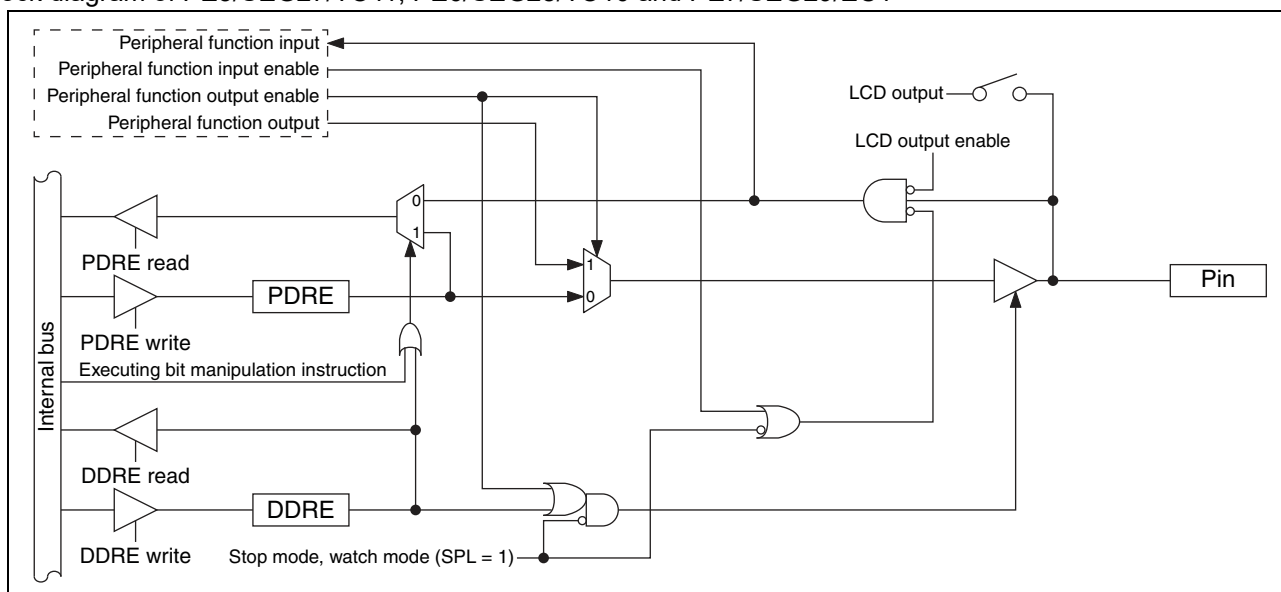 Peripheral function input
Peripheral function input enable
Peripheral function output enable
Peripheral function output
LCD output
LCD output enable
0
1
PDRE read
PDRE
1
0
Pin
PDRE write
Internal bus
Executing bit manipulation instruction
DDRE read
DDRE
DDRE write
Stop mode, watch mode (SPL = 1)